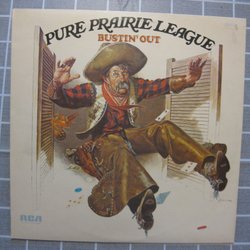 PURE PRAIRIE LEAGUE
BUSTIN' OUT
RCA